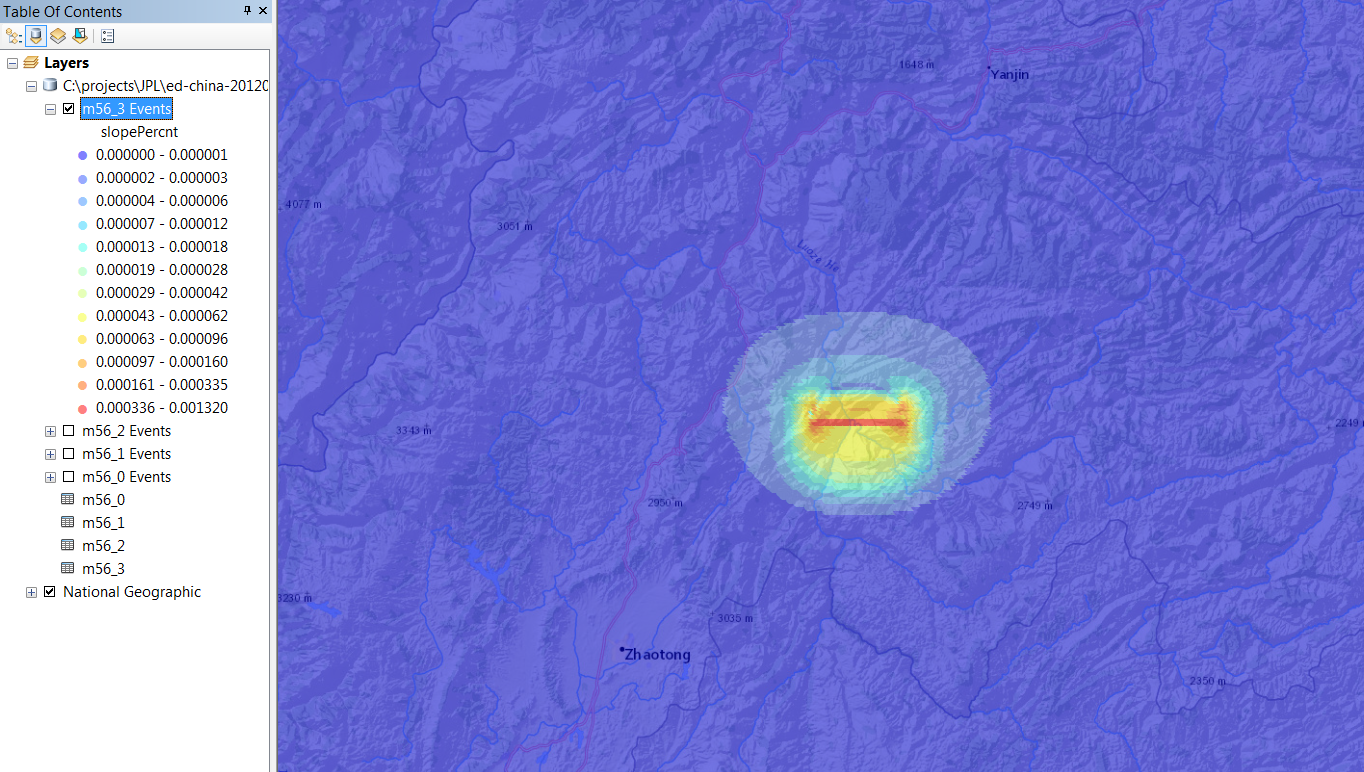 Table Of Contents
Layers
C:\projects\JPL\ed-china-20120
m56_3 Events
slopePercnt
0.000000 - 0.000001
0.000002 - 0.000003
0.000004 - 0.000006
0.000007 - 0.000012
0.000013 - 0.000018
0.000019 - 0.000028
0.000029 - 0.000042
0.000043 - 0.000062
0.000063 - 0.000096
0.000097 - 0.000160
0.000161 - 0.000335
0.000336 - 0.001320
m56_2 Events
m56_1 Events
m56_0 Events
m56_0
m56_1
m56_2
m56_3
National Geographic
1648 m
Yanjin
4077 m
3051 m
Luoze He
3343 m
2249 m
2950 m
2749 m
3230 m
3035 m
Zhaotong
2350 m